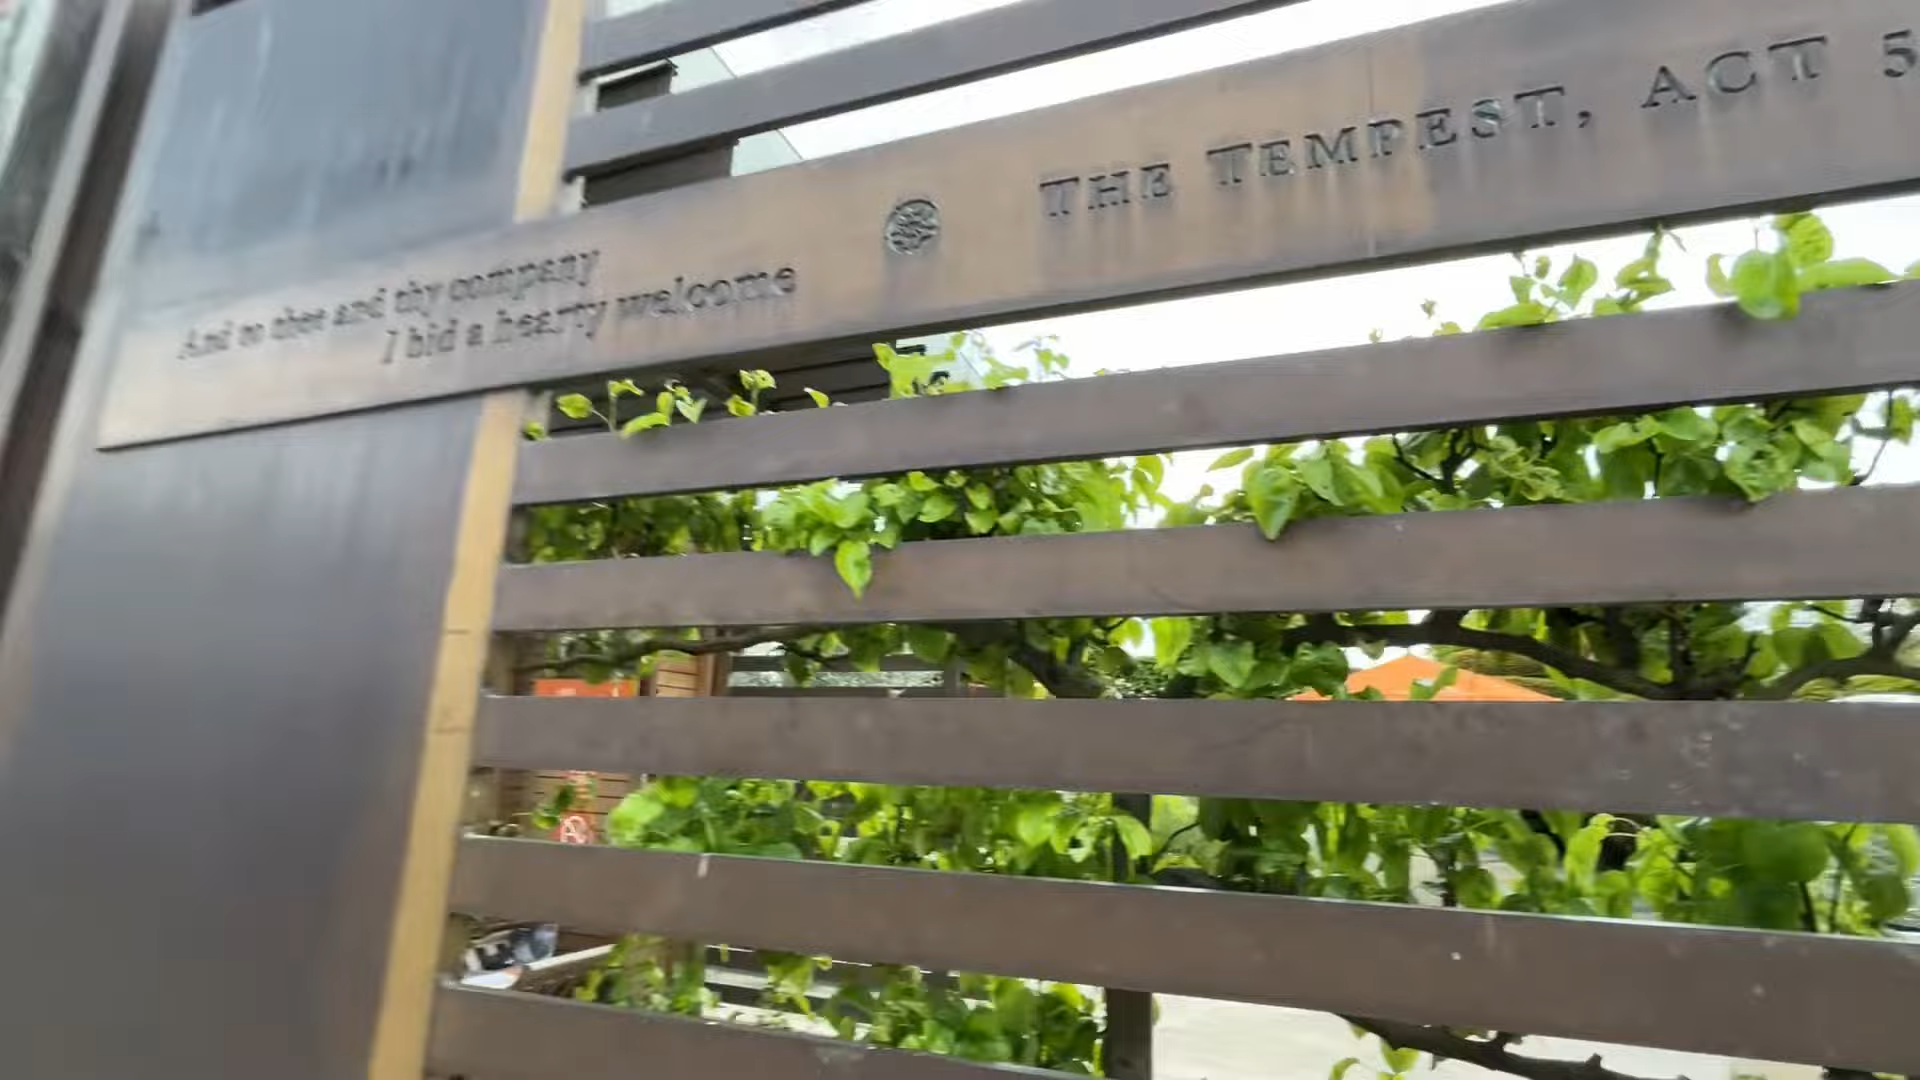 And to thee and thy company
I bid a hearty welcome
THE TEMPEST, ACT 5